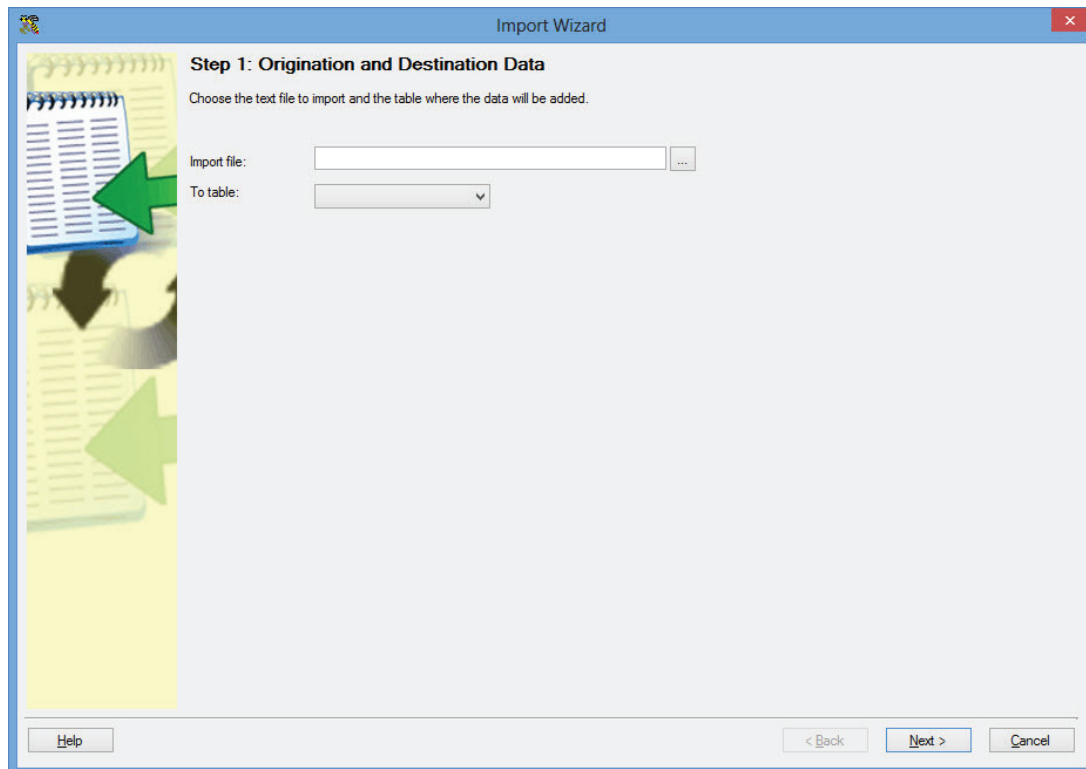 Import Wizard
Step 1: Origination and Destination Data
Choose the text file to import and the table where the data will be added.
Import file:
...
To table:
Help
< Back
Next >
Cancel